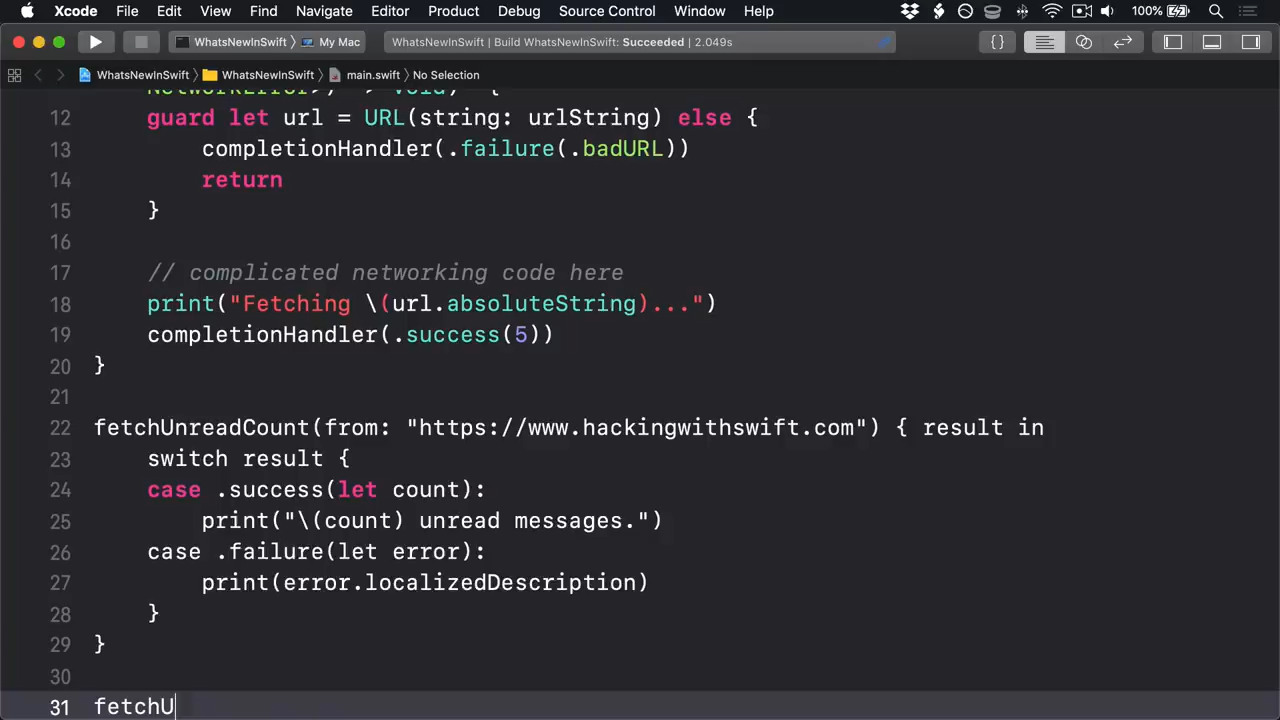 Xcode File Edit View Find Navigate Editor Product Debug Source Control Window Help 100%
WhatsNewInSwift My Mac WhatsNewInSwift | Build WhatsNewInSwift: Succeeded | 2.049s {}
WhatsNewInSwift WhatsNewInSwift main.swift No Selection
NetworkError>) -> Void) {
12 guard let url = URL(string: urlString) else {
13 completionHandler(.failure(.badURL))
14 return
15 }
16
17 // complicated networking code here
18 print("Fetching \(url.absoluteString)...")
19 completionHandler(.success(5))
20 }
21
22 fetchUnreadCount(from: "https://www.hackingwithswift.com") { result in
23 switch result {
24 case .success(let count):
25 print("\(count) unread messages.")
26 case .failure(let error):
27 print(error.localizedDescription)
28 }
29 }
30
31 fetchU